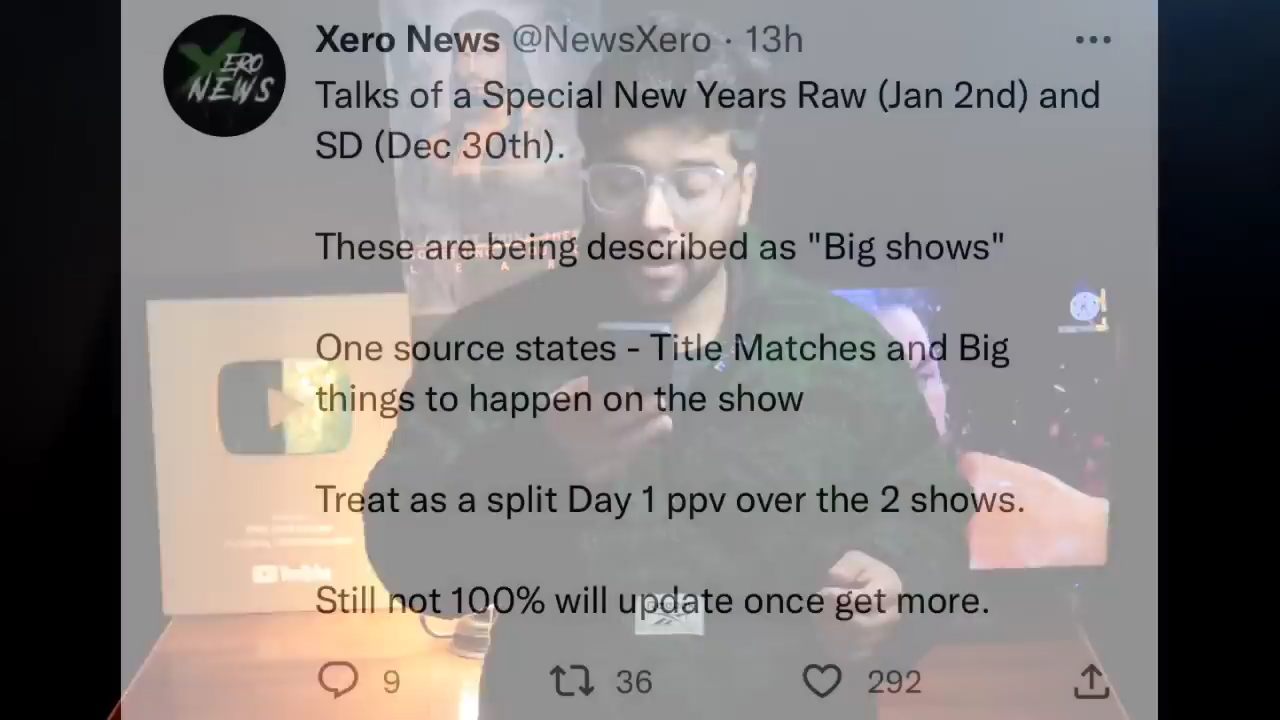 XERO
NEWS
Xero News @NewsXero · 13h
Talks of a Special New Years Raw (Jan 2nd) and
SD (Dec 30th).
These are being described as "Big shows"
One source states - Title Matches and Big
things to happen on the show
Treat as a split Day 1 ppv over the 2 shows.
Still not 100% will update once get more.
9 36 292
YouTube